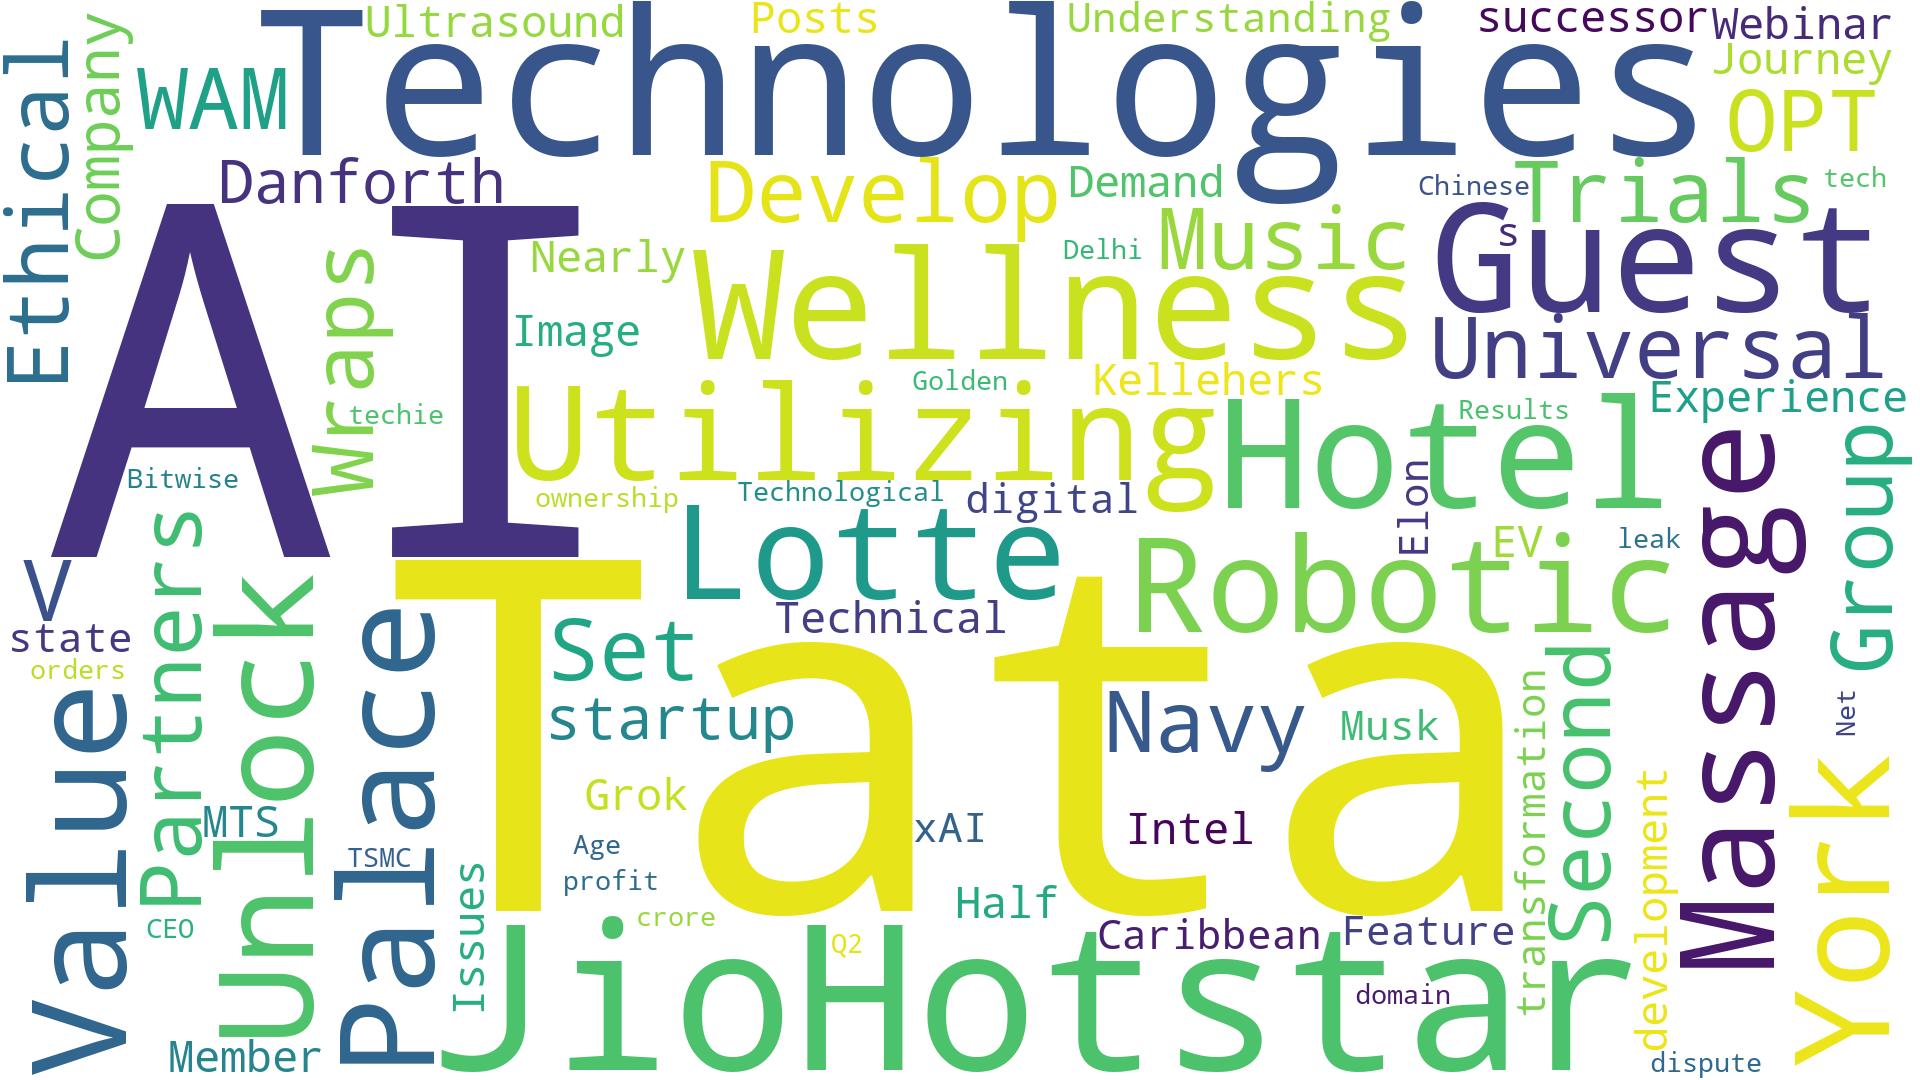 Ultrasound
Posts
Understanding
successor
Webinar
Company
Ethical
WAM
Technologies
Journey
OPT
Danforth
Develop
Demand
Chinese
Trials
tech
AI
Wraps
Nearly
Wellness
Delhi
Music
Guest
s
Image
Universal
techie
Utilizing
Golden
Kellehers
Hotel
Results
Experience
Bitwise
ownership
Technological
digital
Elon
Massage
Group
<
Partners
Unlock
Lotte
Robotic
EV
leak
state
orders
Palace
Set
Technical
Value
Tata
startup
Navy
Musk
transformation
Second
Net
MTS
Grok
xAI
Intel
development
York
TSMC
Age
profit
CEO
Issues
crore
Half
Caribbean
Feature
JioHotstar
Q2
domain
Member
dispute